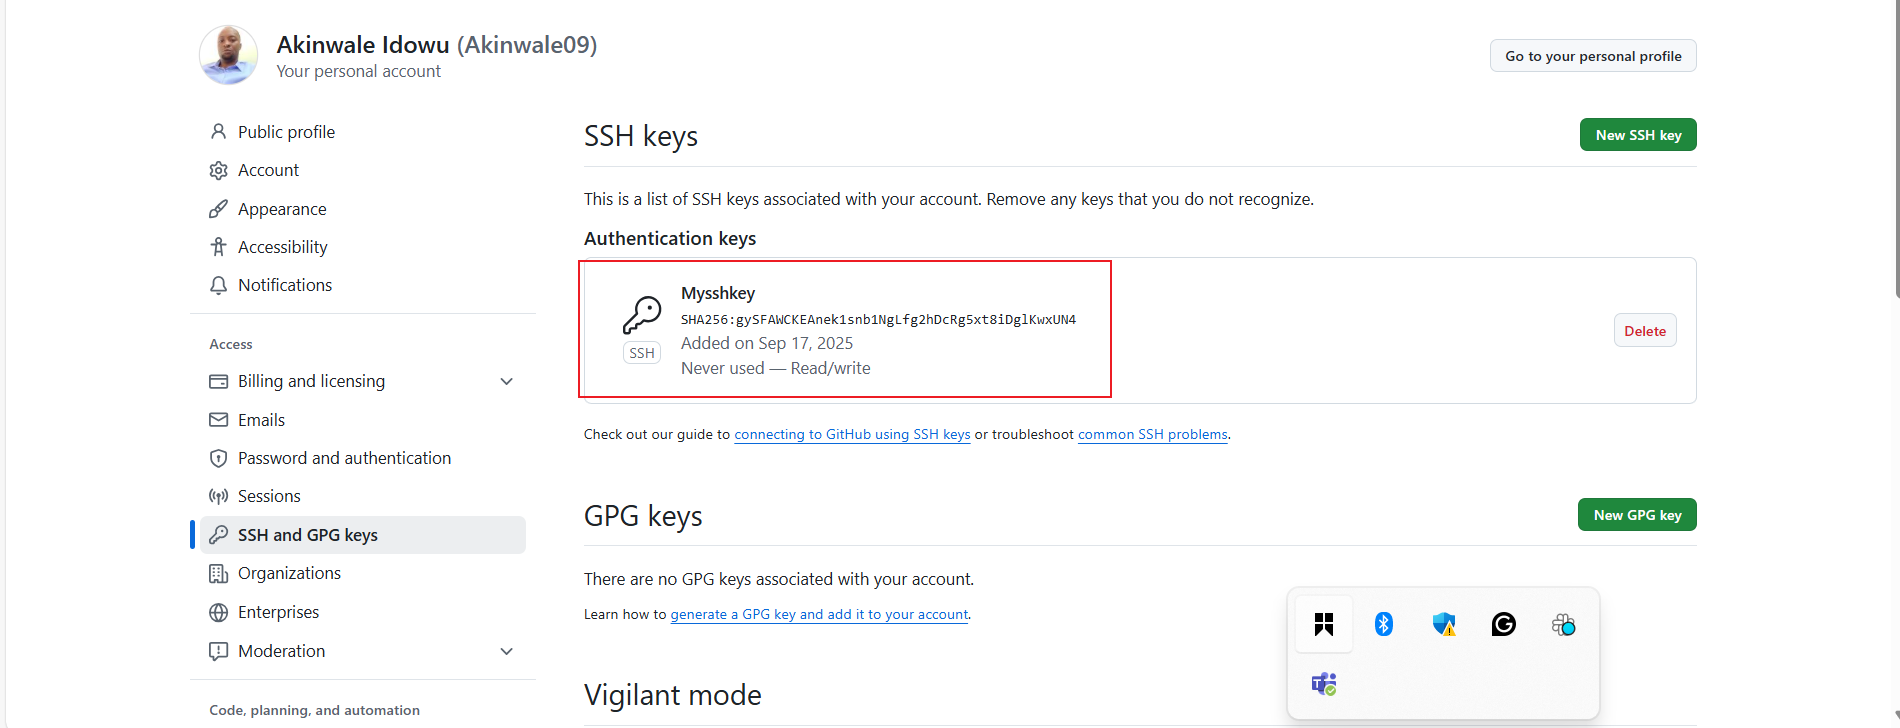 Akinwale Idowu (Akinwale09)
Your personal account
Go to your personal profile
Public profile
Account
Appearance
Accessibility
Notifications
Access
Billing and licensing
Emails
Password and authentication
Sessions
SSH and GPG keys
Organizations
Enterprises
Moderation
Code, planning, and automation
SSH keys
New SSH key
This is a list of SSH keys associated with your account. Remove any keys that you do not recognize.
Authentication keys
Mysshkey
SHA256:gySFAWCKEAnek1snb1NgLfg2hDcRg5xt8iDglKwxUN4
Added on Sep 17, 2025
Never used — Read/write
SSH
Delete
Check out our guide to connecting to GitHub using SSH keys or troubleshoot common SSH problems.
GPG keys
New GPG key
There are no GPG keys associated with your account.
Learn how to generate a GPG key and add it to your account.
Vigilant mode